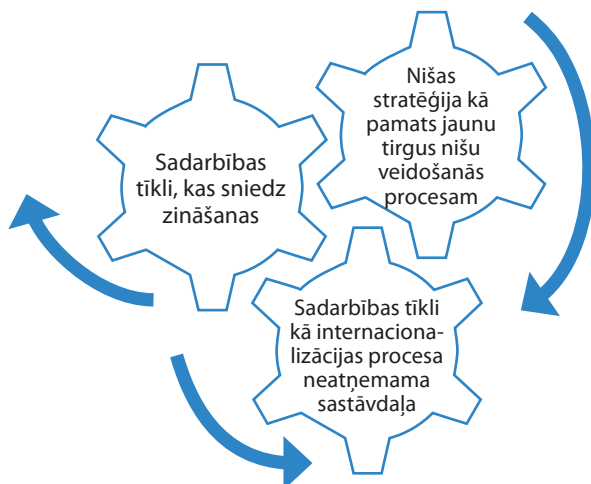 Nišas
stratēģija kā
pamats jaunu
tirgus nišu
veidošanās
procesam
Sadarbības
tīkli, kas sniedz
zināšanas
Sadarbības tīkli
kā internaciona-
lizācijas procesa
neatņemama
sastāvdaļa